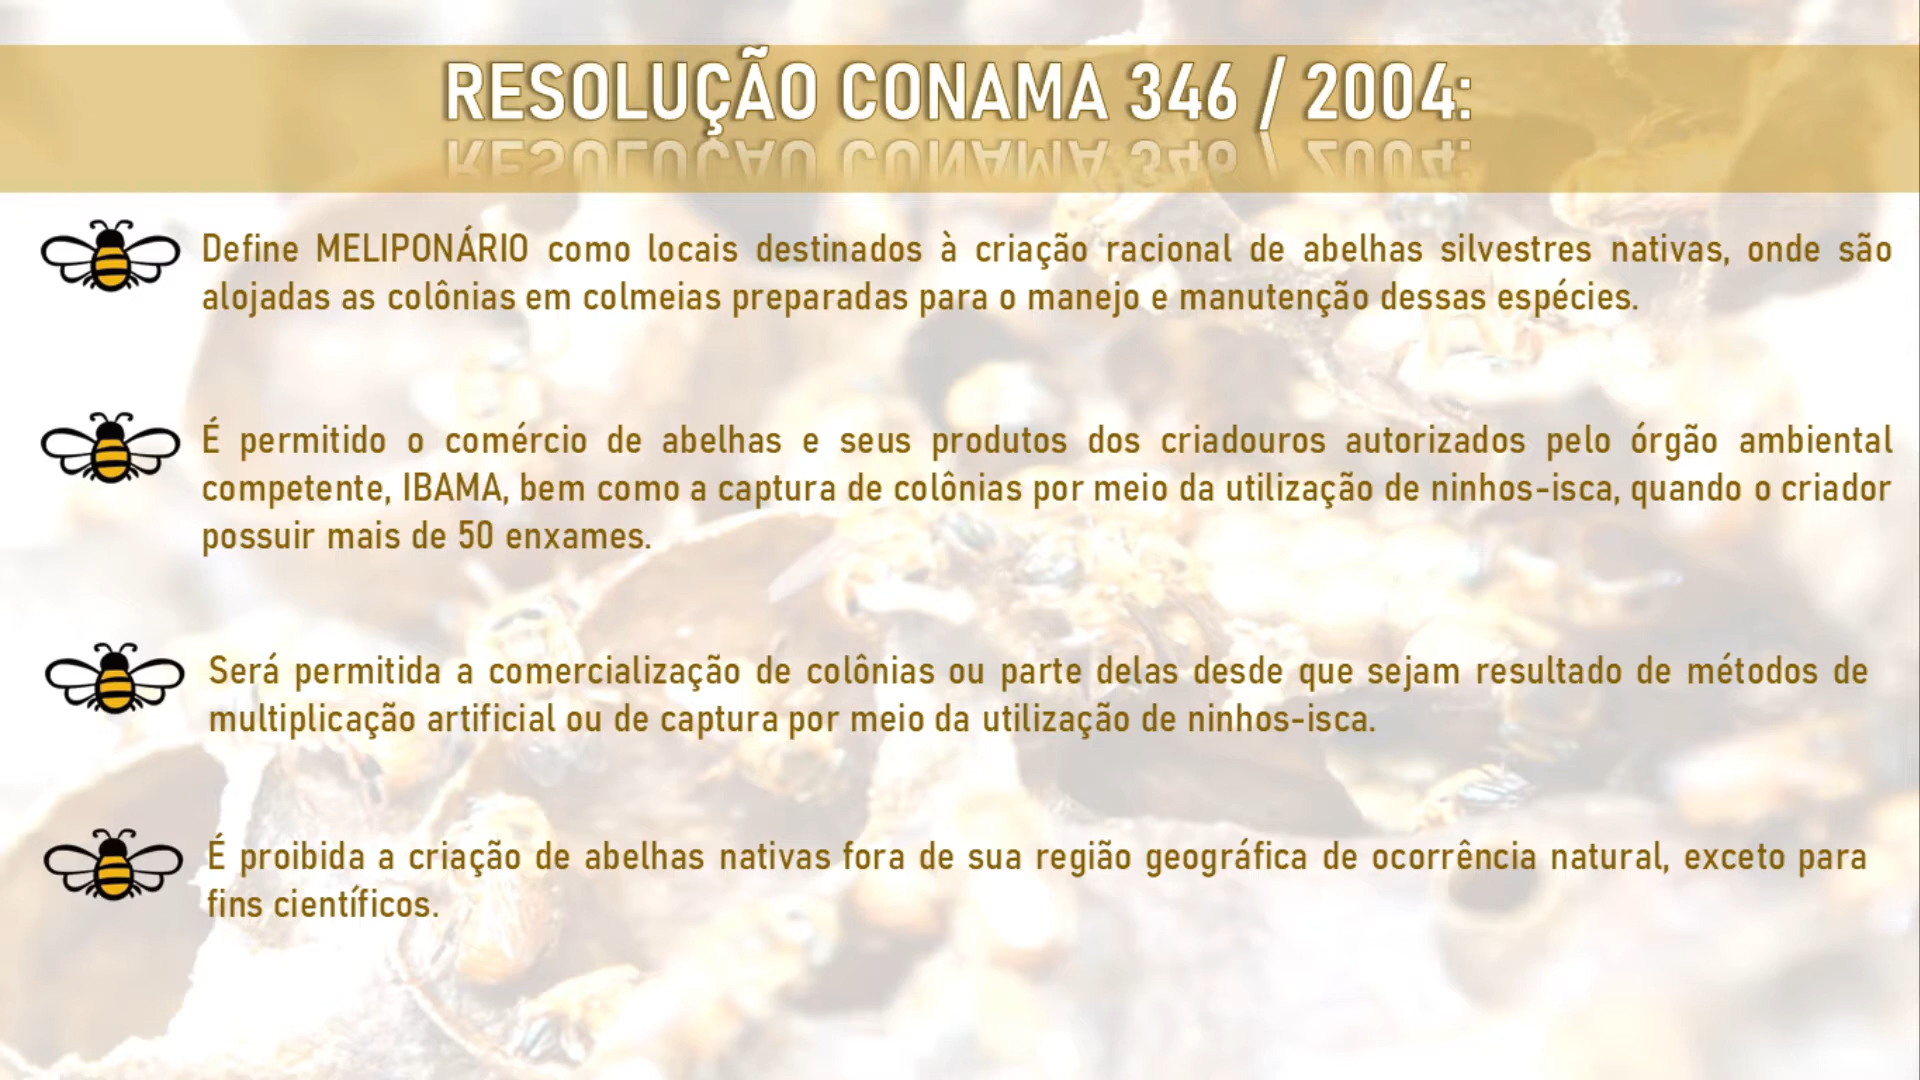 RESOLUÇÃO CONAMA 346 / 2004:
Define MELIPONÁRIO como locais destinados à criação racional de abelhas silvestres nativas, onde são
alojadas as colônias em colmeias preparadas para o manejo e manutenção dessas espécies.
É permitido o comércio de abelhas e seus produtos dos criadouros autorizados pelo órgão ambiental
competente, IBAMA, bem como a captura de colônias por meio da utilização de ninhos-isca, quando o criador
possuir mais de 50 enxames.
Será permitida a comercialização de colônias ou parte delas desde que sejam resultado de métodos de
multiplicação artificial ou de captura por meio da utilização de ninhos-isca.
É proibida a criação de abelhas nativas fora de sua região geográfica de ocorrência natural, exceto para
fins científicos.